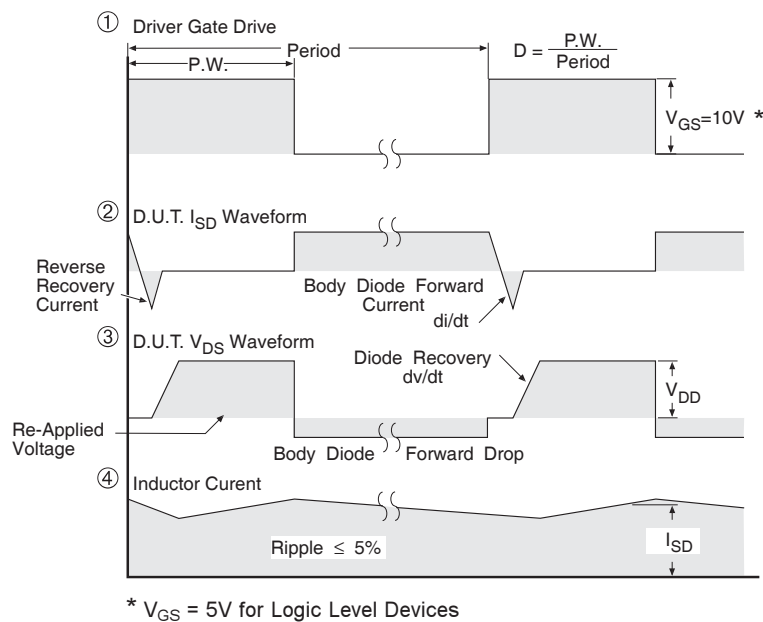 ① Driver Gate Drive
Period
P.W.
D = P.W. / Period
V_GS=10V *
② D.U.T. I_SD Waveform
Reverse
Recovery
Current
Body Diode Forward
Current
di/dt
③ D.U.T. V_DS Waveform
Diode Recovery
dv/dt
V_DD
Re-Applied
Voltage
Body Diode Forward Drop
④ Inductor Curent
Ripple ≤ 5%
I_SD
* V_GS = 5V for Logic Level Devices